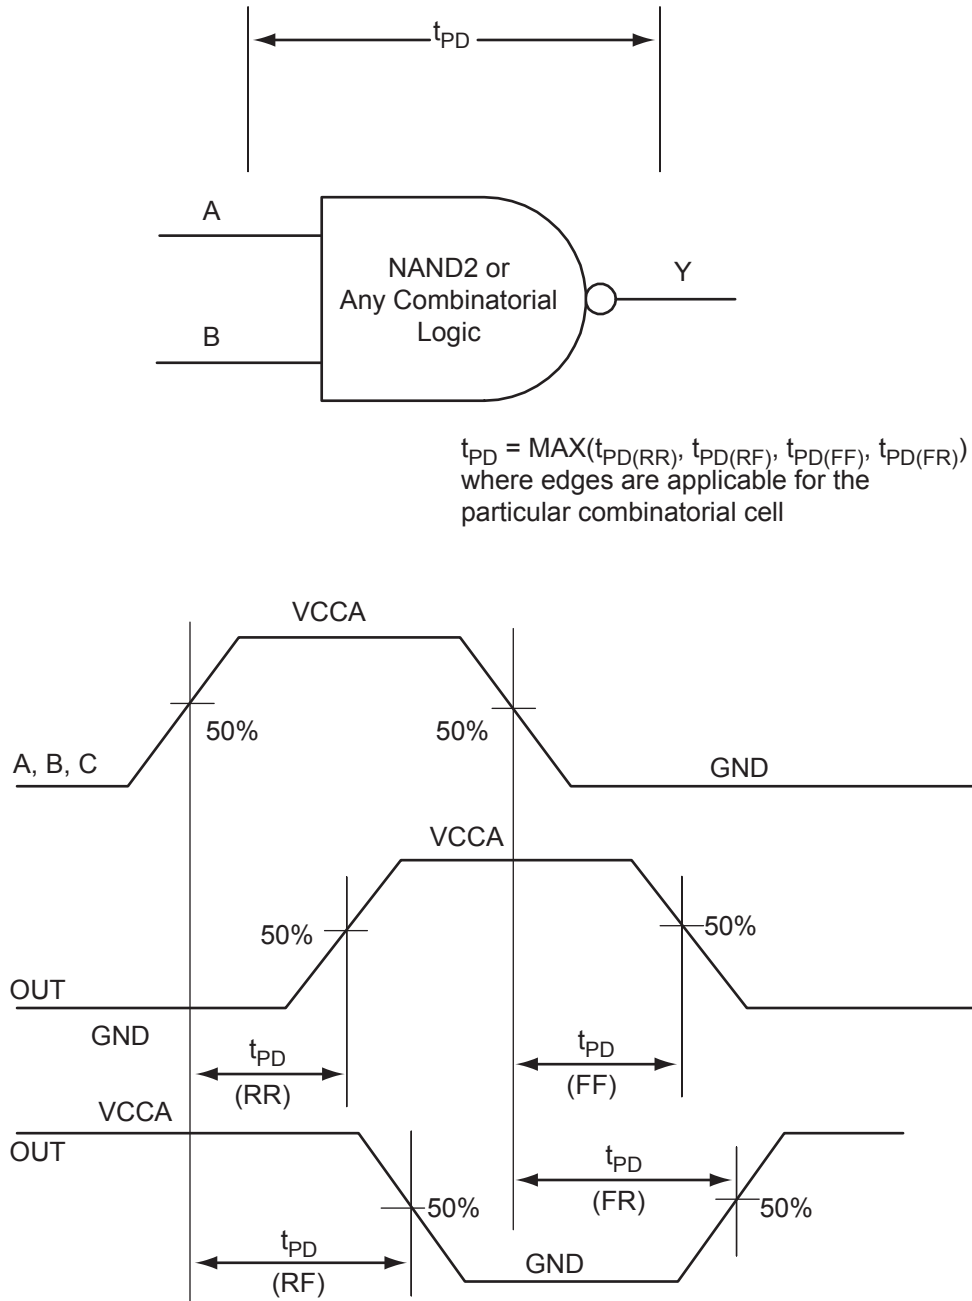 tPD
A
NAND2 or
Any Combinatorial
Logic
Y
B
tPD = MAX(tPD(RR), tPD(RF), tPD(FF), tPD(FR))
where edges are applicable for the
particular combinatorial cell
VCCA
50%
50%
A, B, C
GND
VCCA
50%
50%
OUT
GND
tPD
(RR)
tPD
(FF)
VCCA
OUT
tPD
(FR)
50%
50%
tPD
(RF)
GND